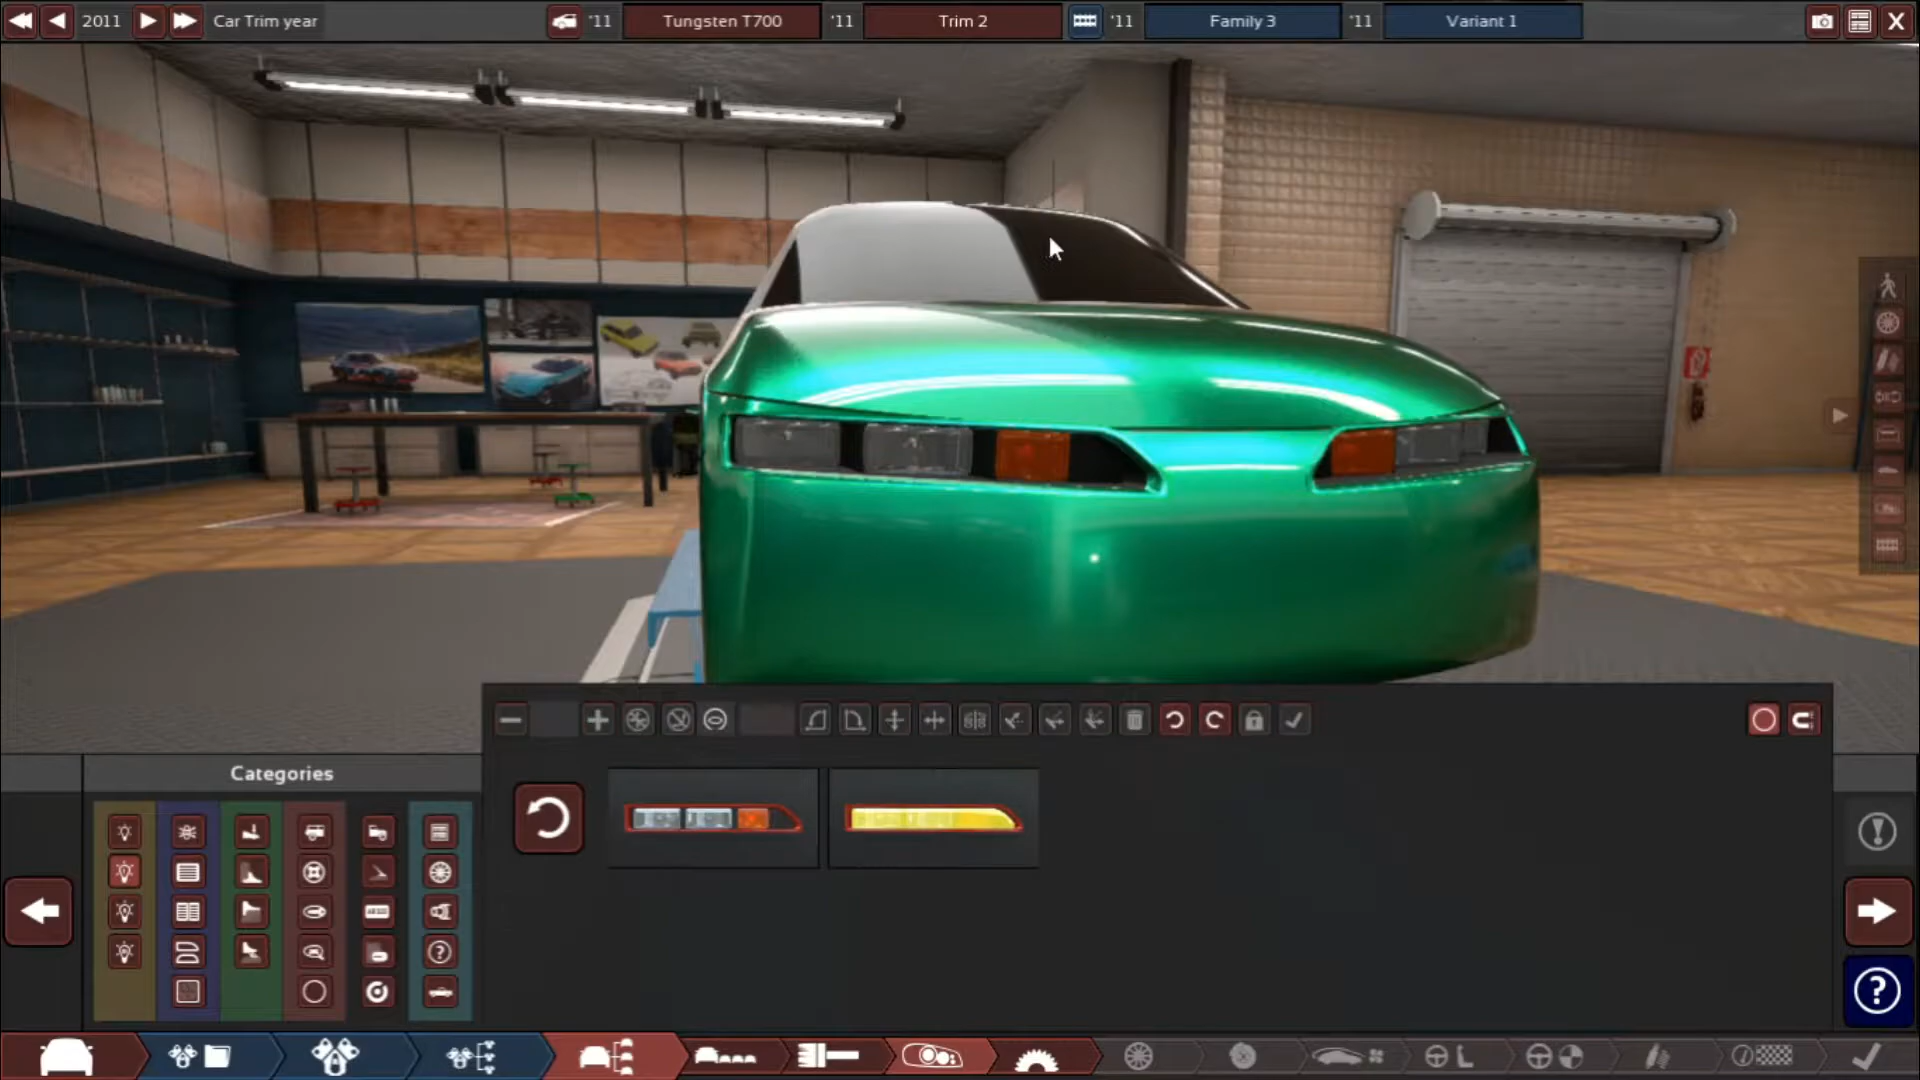 2011 Car Trim year '11 Tungsten T700 '11 Trim 2 '11 Family 3 '11 Variant 1
Categories